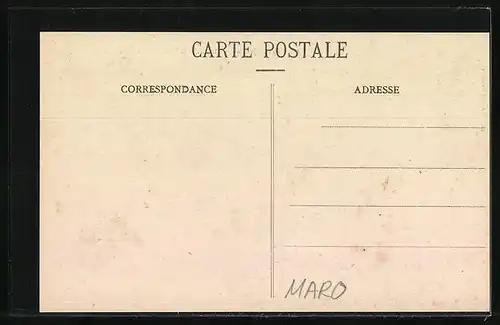 CARTE POSTALE
CORRESPONDANCE
ADRESSE
MARO